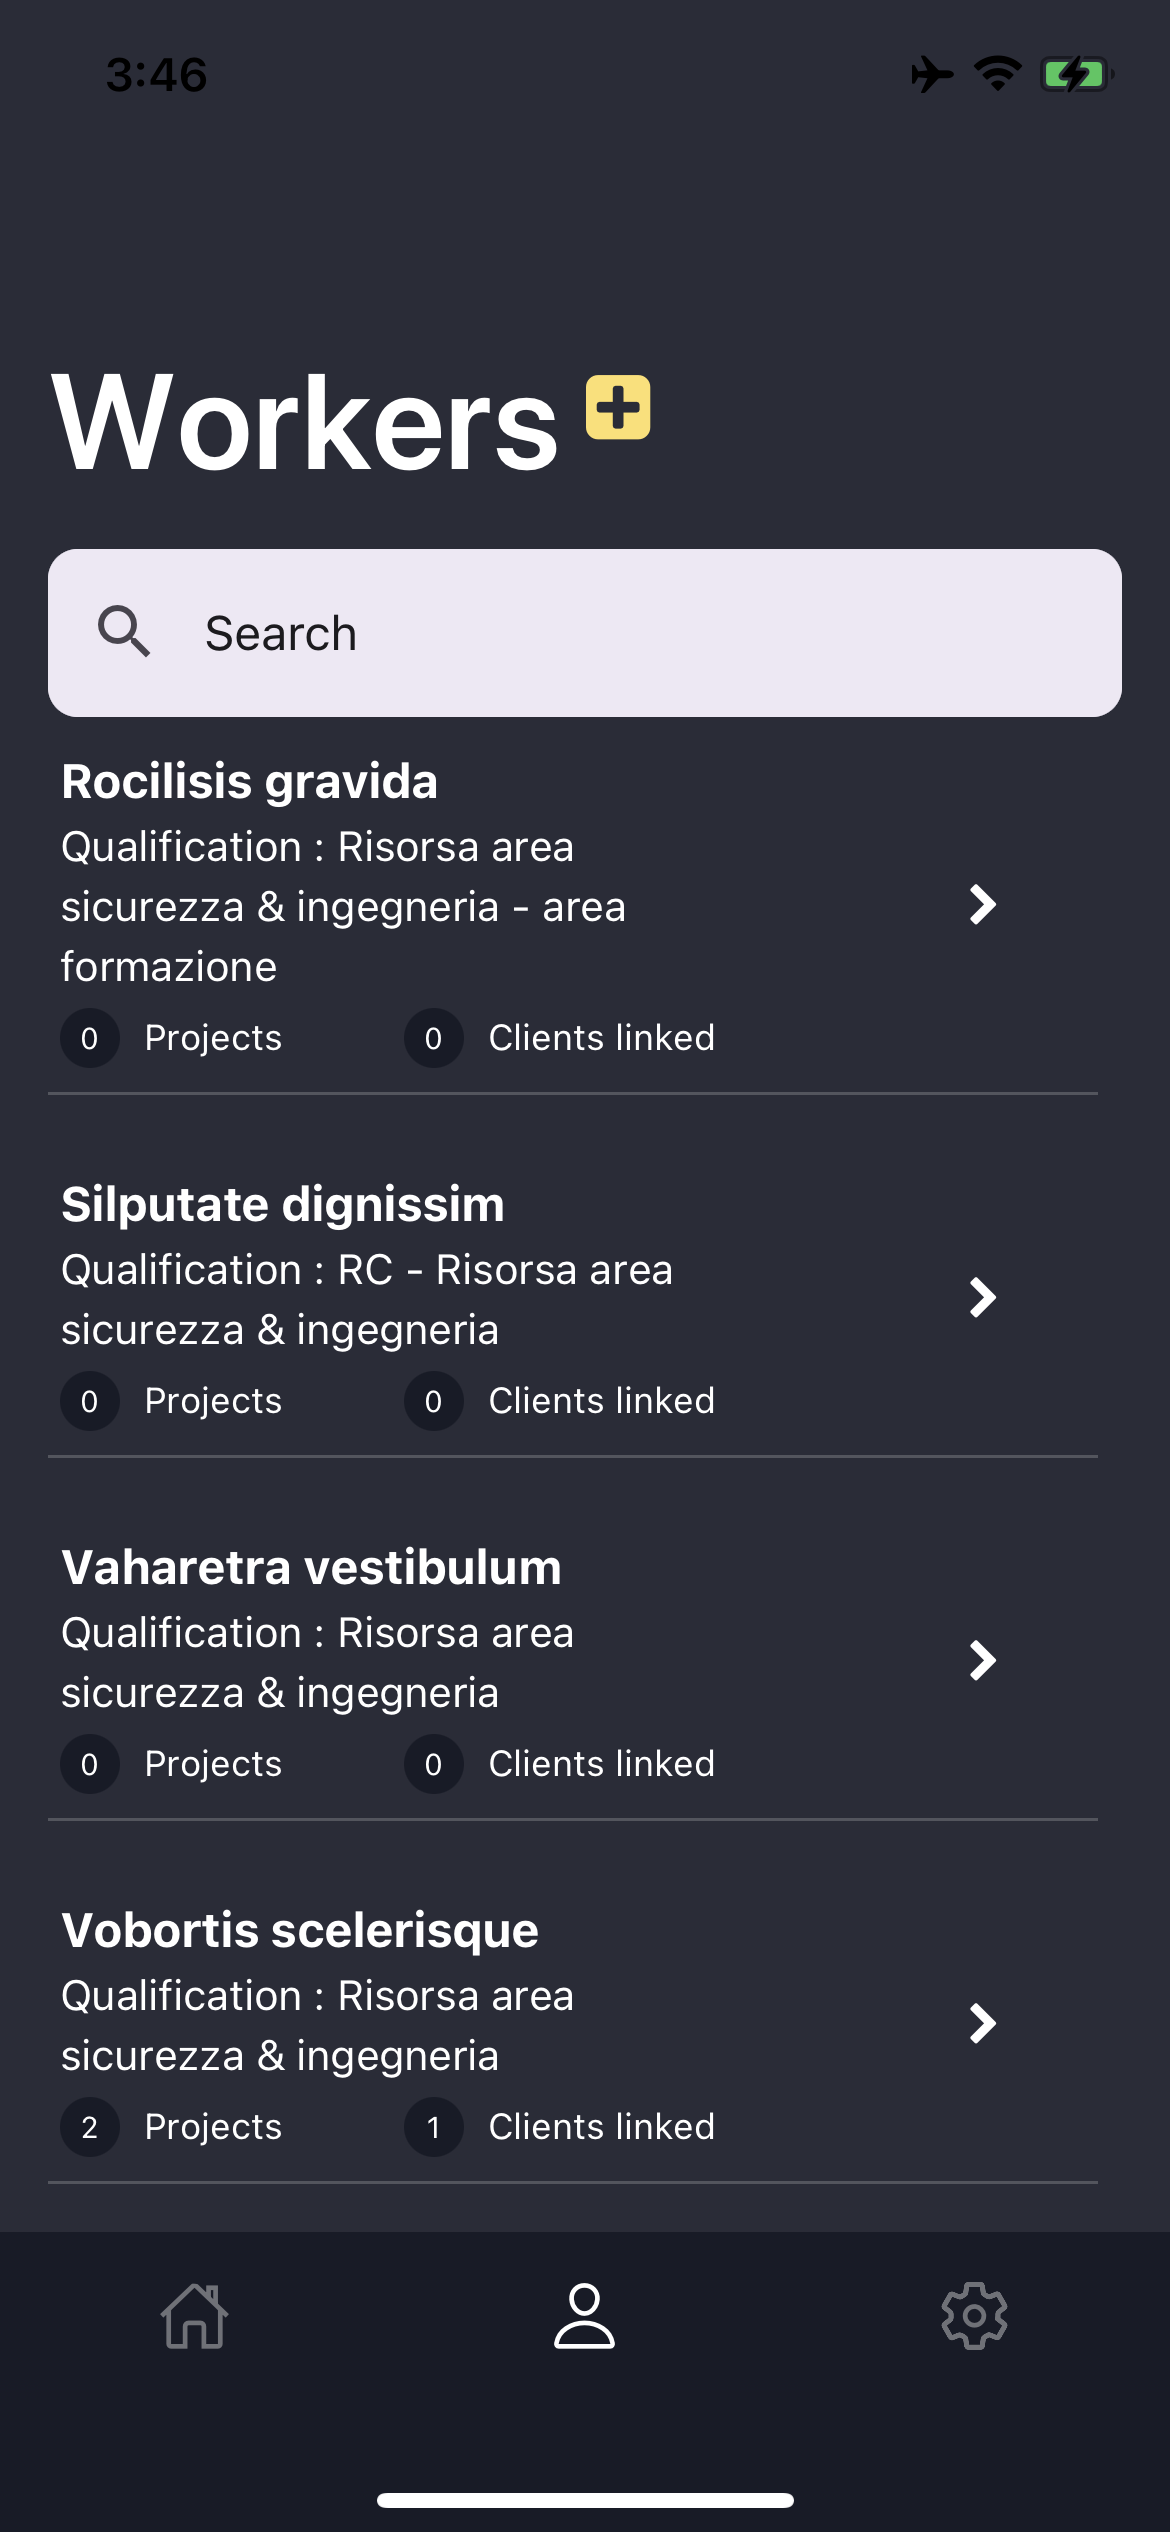 3:46
Workers
Search
Rocilisis gravida
Qualification : Risorsa area
sicurezza & ingegneria - area
formazione
0 Projects 0 Clients linked
Silputate dignissim
Qualification : RC - Risorsa area
sicurezza & ingegneria
0 Projects 0 Clients linked
Vaharetra vestibulum
Qualification : Risorsa area
sicurezza & ingegneria
0 Projects 0 Clients linked
Vobortis scelerisque
Qualification : Risorsa area
sicurezza & ingegneria
2 Projects 1 Clients linked